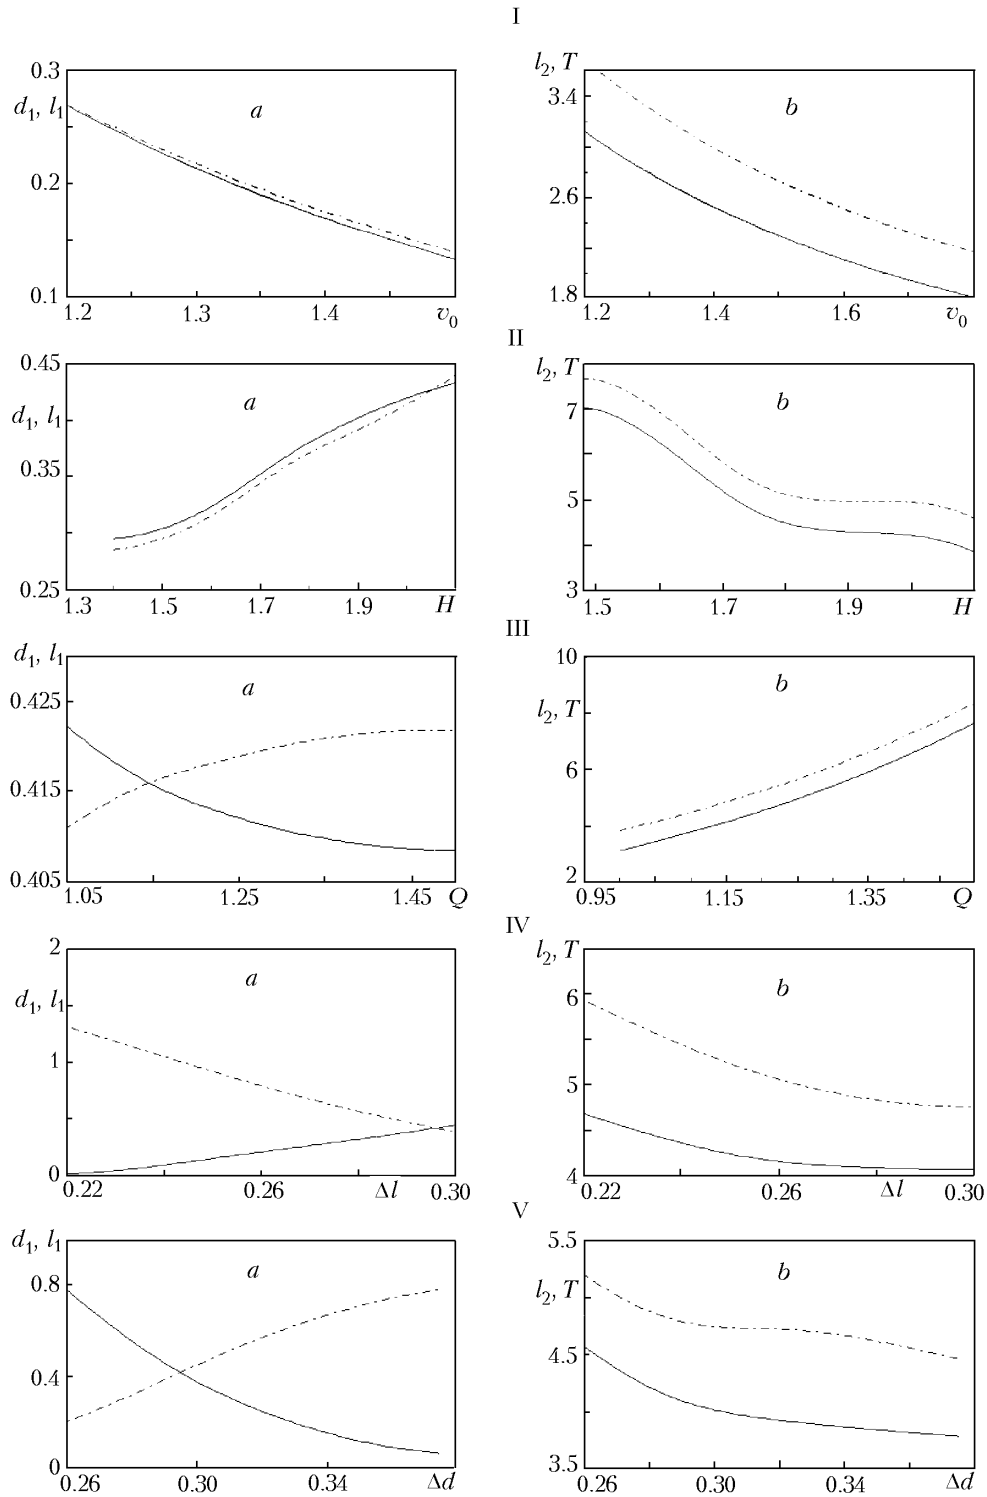 I
0.3
d₁, l₁
a
0.2
0.1
1.2 1.3 1.4 v₀
l₂, T
3.4
b
2.6
1.8
1.2 1.4 1.6 v₀
II
0.45
d₁, l₁
a
0.35
0.25
1.3 1.5 1.7 1.9 H
l₂, T
7
b
5
3
1.5 1.7 1.9 H
III
d₁, l₁
0.425
a
0.415
0.405
1.05 1.25 1.45 Q
10
b
l₂, T
6
2
0.95 1.15 1.35 Q
IV
2
a
d₁, l₁
1
0
0.22 0.26 Δl 0.30
l₂, T
6
b
5
4
0.22 0.26 Δl 0.30
V
d₁, l₁
0.8
a
0.4
0
0.26 0.30 0.34 Δd
5.5
b
l₂, T
4.5
3.5
0.26 0.30 0.34 Δd